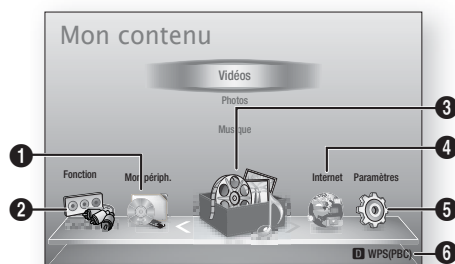 Mon contenu
Vidéos
Photos
Musique
Fonction
Mon périph.
Internet
Paramètres
D WPS(PBC)
1
2
3
4
5
6